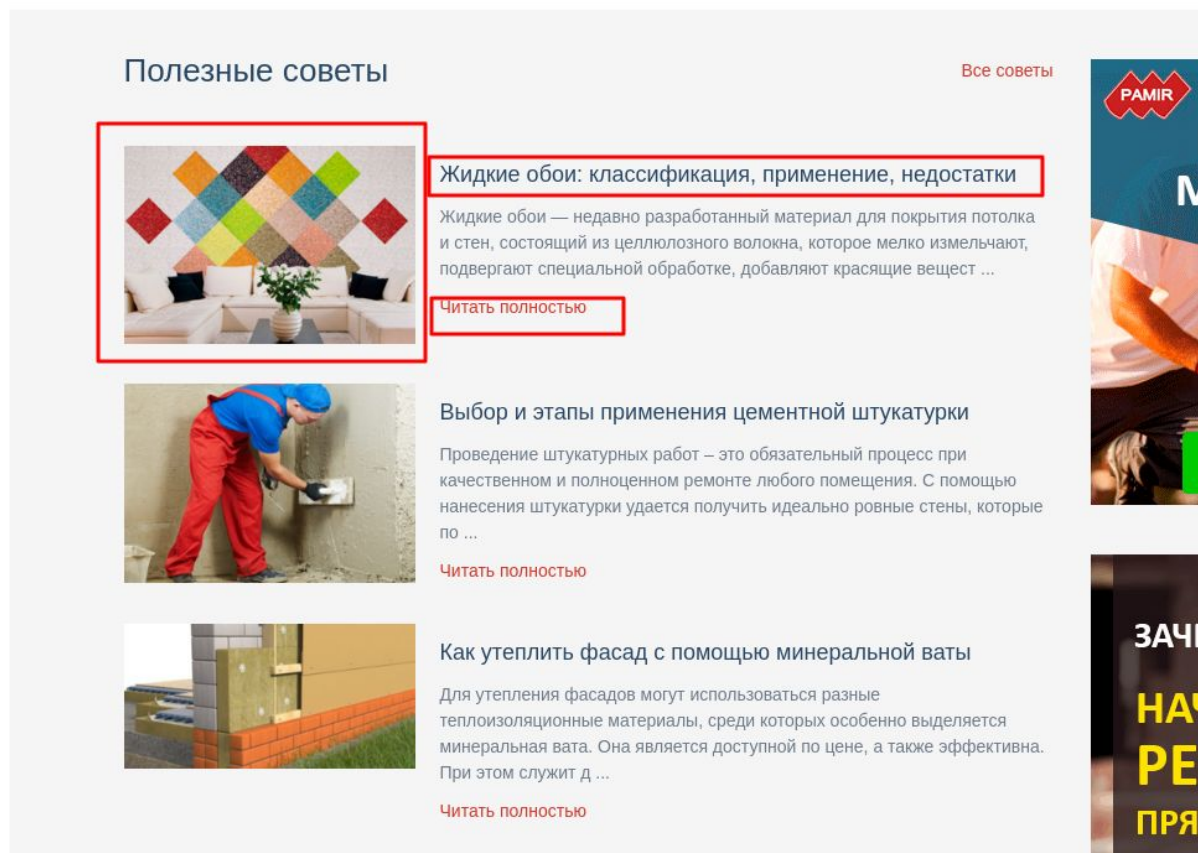 Полезные советы
Все советы
Жидкие обои: классификация, применение, недостатки
Жидкие обои — недавно разработанный материал для покрытия потолка
и стен, состоящий из целлюлозного волокна, которое мелко измельчают,
подвергают специальной обработке, добавляют красящие вещест ...
Читать полностью
Выбор и этапы применения цементной штукатурки
Проведение штукатурных работ – это обязательный процесс при
качественном и полноценном ремонте любого помещения. С помощью
нанесения штукатурки удается получить идеально ровные стены, которые
по ...
Читать полностью
Как утеплить фасад с помощью минеральной ваты
Для утепления фасадов могут использоваться разные
теплоизоляционные материалы, среди которых особенно выделяется
минеральная вата. Она является доступной по цене, а также эффективна.
При этом служит д ...
Читать полностью
PAMIR